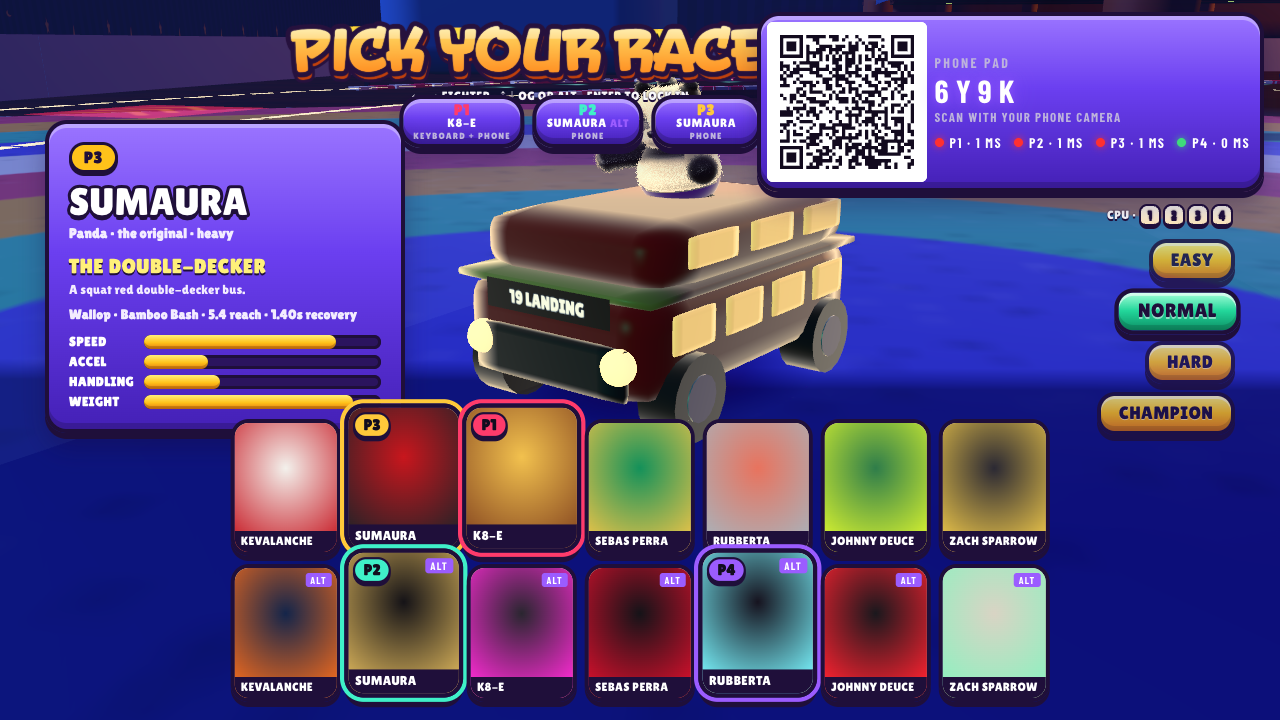 PICK YOUR RACE
P1
K8-E
KEYBOARD + PHONE
P2
SUMAURA ALT
PHONE
P3
SUMAURA
PHONE
PHONE PAD
6Y9K
SCAN WITH YOUR PHONE CAMERA
P1 · 1 MS
P2 · 1 MS
P3 · 1 MS
P4 · 0 MS
CPU · 1 2 3 4
EASY
NORMAL
HARD
CHAMPION
P3
SUMAURA
Panda · the original · heavy
THE DOUBLE-DECKER
A squat red double-decker bus.
Wallop · Bamboo Bash · 5.4 reach · 1.40s recovery
SPEED
ACCEL
HANDLING
WEIGHT
19 LANDING
KEVALANCHE
P3
SUMAURA
P1
K8-E
SEBAS PERRA
RUBBERTA
JOHNNY DEUCE
ZACH SPARROW
ALT
KEVALANCHE
P2
ALT
SUMAURA
ALT
K8-E
ALT
SEBAS PERRA
P4
ALT
RUBBERTA
ALT
JOHNNY DEUCE
ALT
ZACH SPARROW